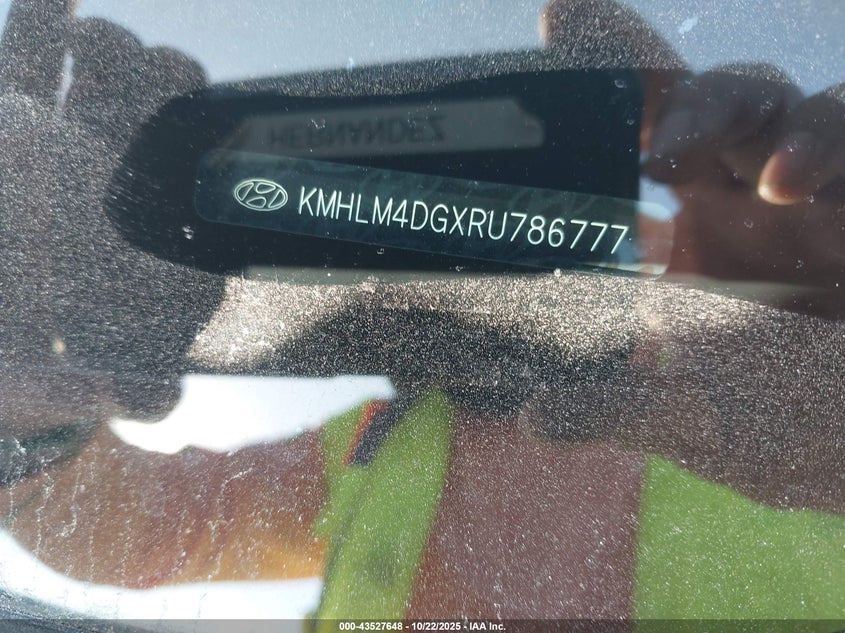 HERNANDEZ
KMHLM4DGXRU786777
000-43527648 - 10/22/2025 - IAA Inc.